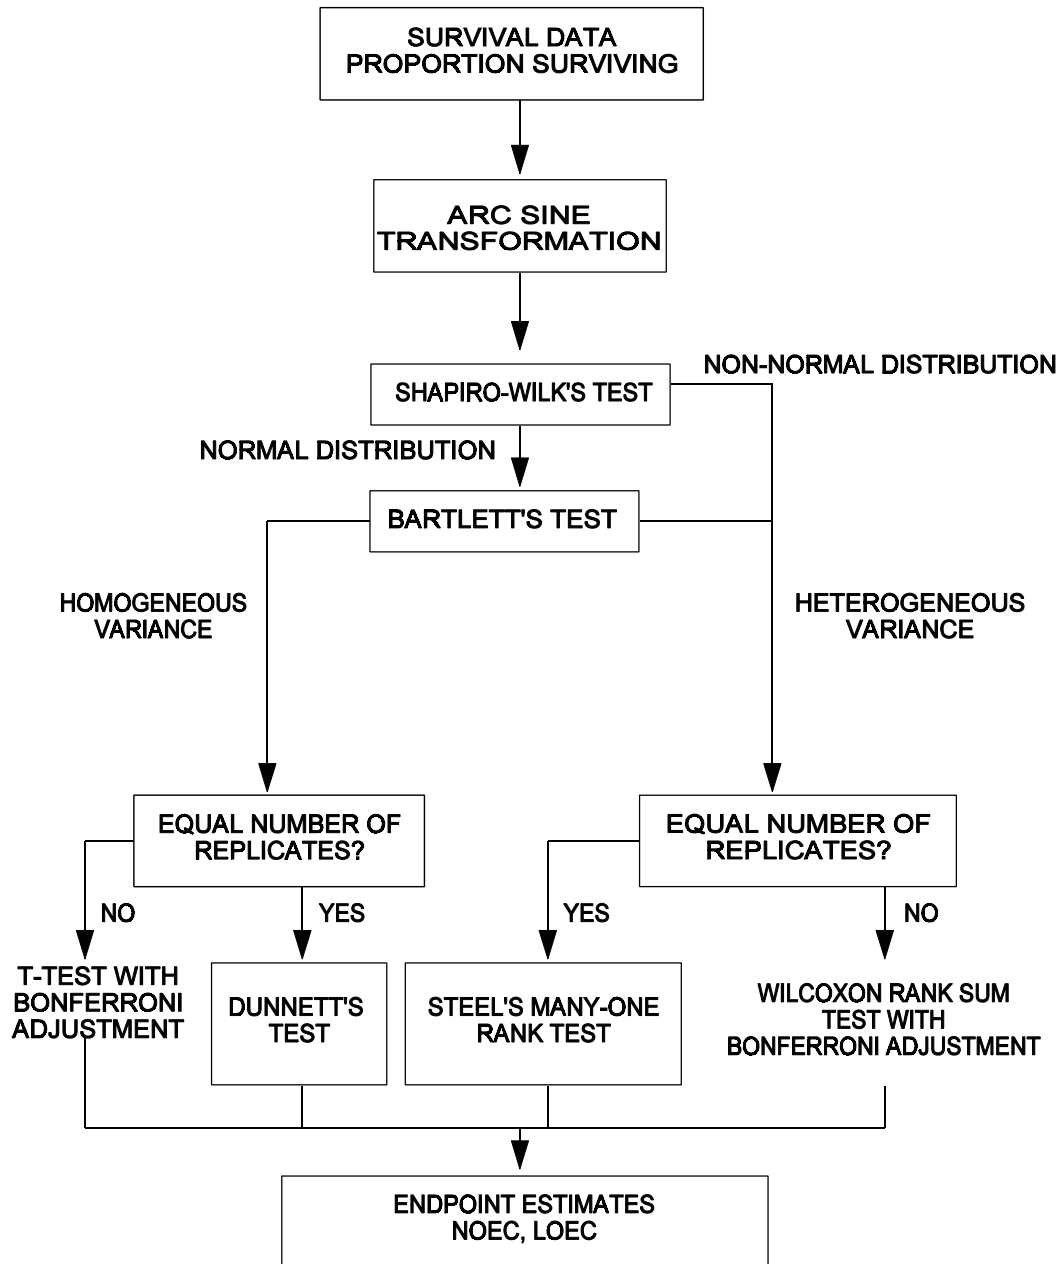 SURVIVAL DATA
PROPORTION SURVIVING
ARC SINE
TRANSFORMATION
NON-NORMAL DISTRIBUTION
SHAPIRO-WILK'S TEST
NORMAL DISTRIBUTION
BARTLETT'S TEST
HOMOGENEOUS
VARIANCE
HETEROGENEOUS
VARIANCE
EQUAL NUMBER OF
REPLICATES?
EQUAL NUMBER OF
REPLICATES?
NO
YES
YES
NO
T-TEST WITH
BONFERRONI
ADJUSTMENT
DUNNETT'S
TEST
STEEL'S MANY-ONE
RANK TEST
WILCOXON RANK SUM
TEST WITH
BONFERRONI ADJUSTMENT
ENDPOINT ESTIMATES
NOEC, LOEC